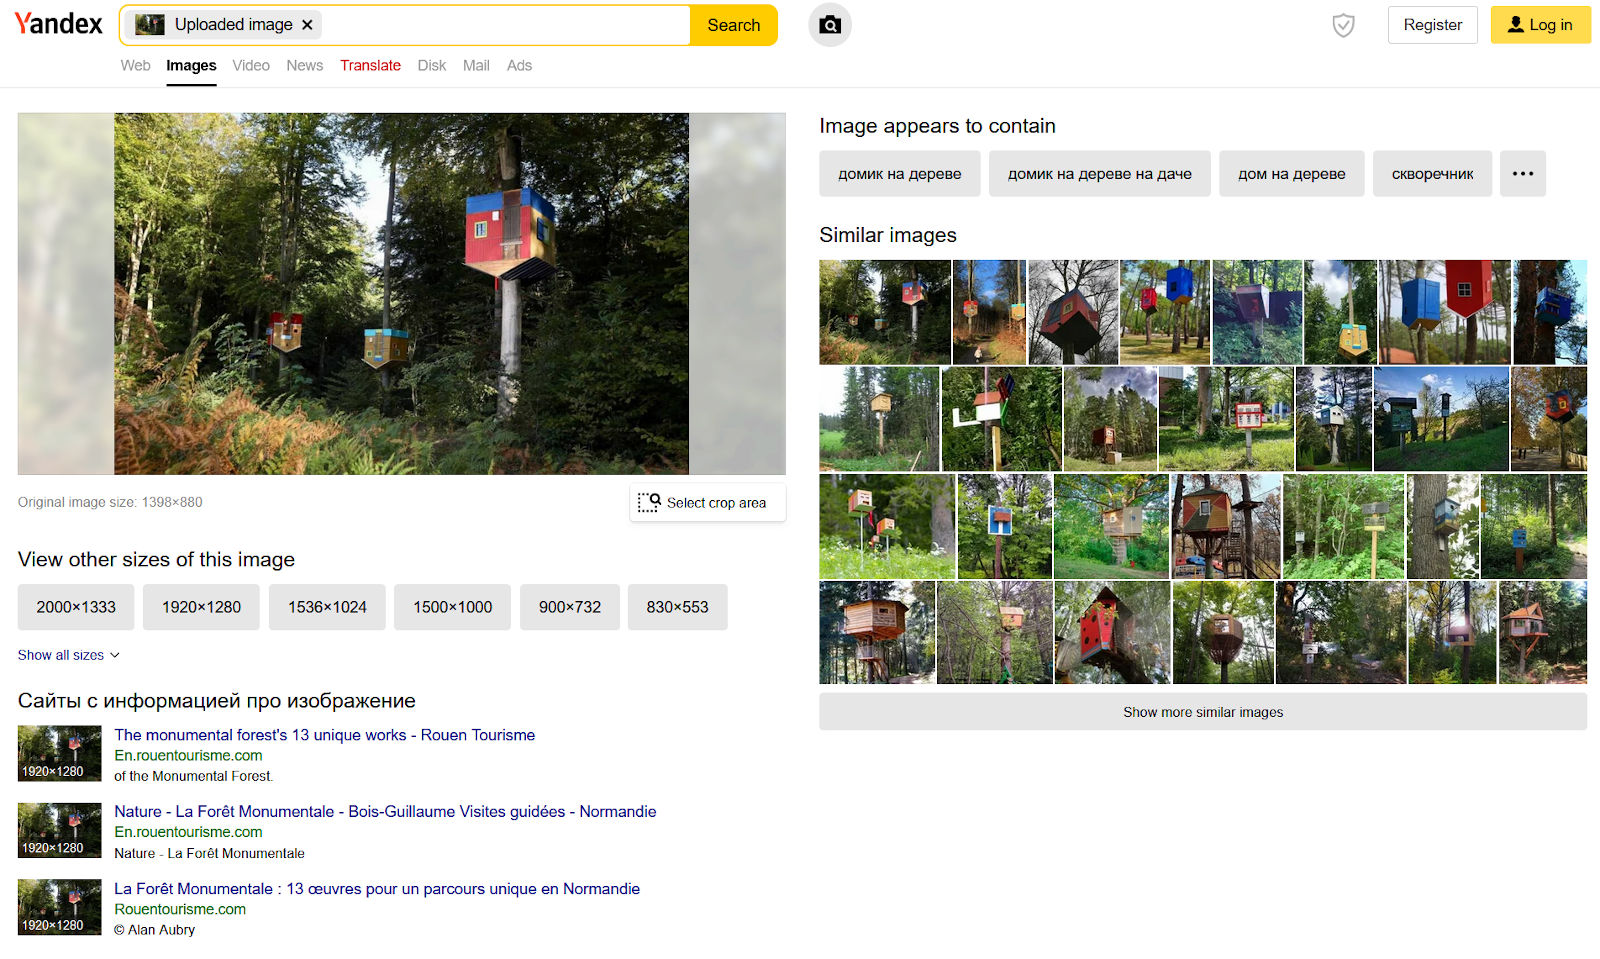 Yandex
Uploaded image ×
Search
Register
Log in
Web Images Video News Translate Disk Mail Ads
Original image size: 1398×880
Select crop area
View other sizes of this image
2000×1333 1920×1280 1536×1024 1500×1000 900×732 830×553
Show all sizes
Сайты с информацией про изображение
1920×1280
The monumental forest's 13 unique works - Rouen Tourisme
En.rouentourisme.com
of the Monumental Forest.
1920×1280
Nature - La Forêt Monumentale - Bois-Guillaume Visites guidées - Normandie
En.rouentourisme.com
Nature - La Forêt Monumentale
1920×1280
La Forêt Monumentale : 13 œuvres pour un parcours unique en Normandie
Rouentourisme.com
© Alan Aubry
Image appears to contain
домик на дереве домик на дереве на даче дом на дереве скворечник •••
Similar images
Show more similar images